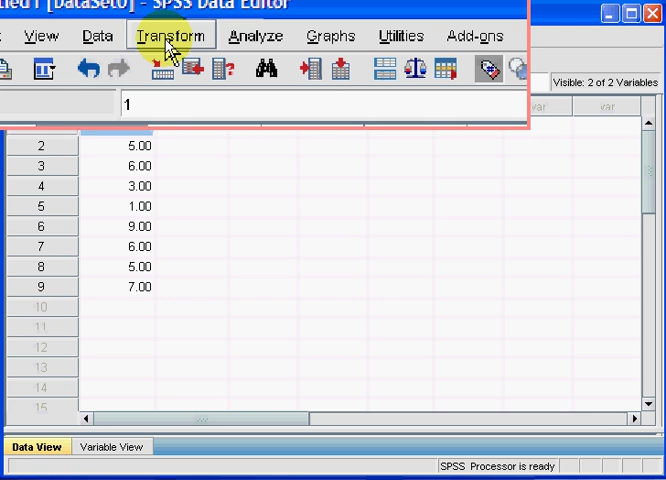 [DataSet0] - SPSS Data Editor
View Data Transform Analyze Graphs Utilities Add-ons
Visible: 2 of 2 Variables
1
var var
2 5.00
3 6.00
4 3.00
5 1.00
6 9.00
7 6.00
8 5.00
9 7.00
10
11
12
13
14
15
Data View Variable View
SPSS Processor is ready